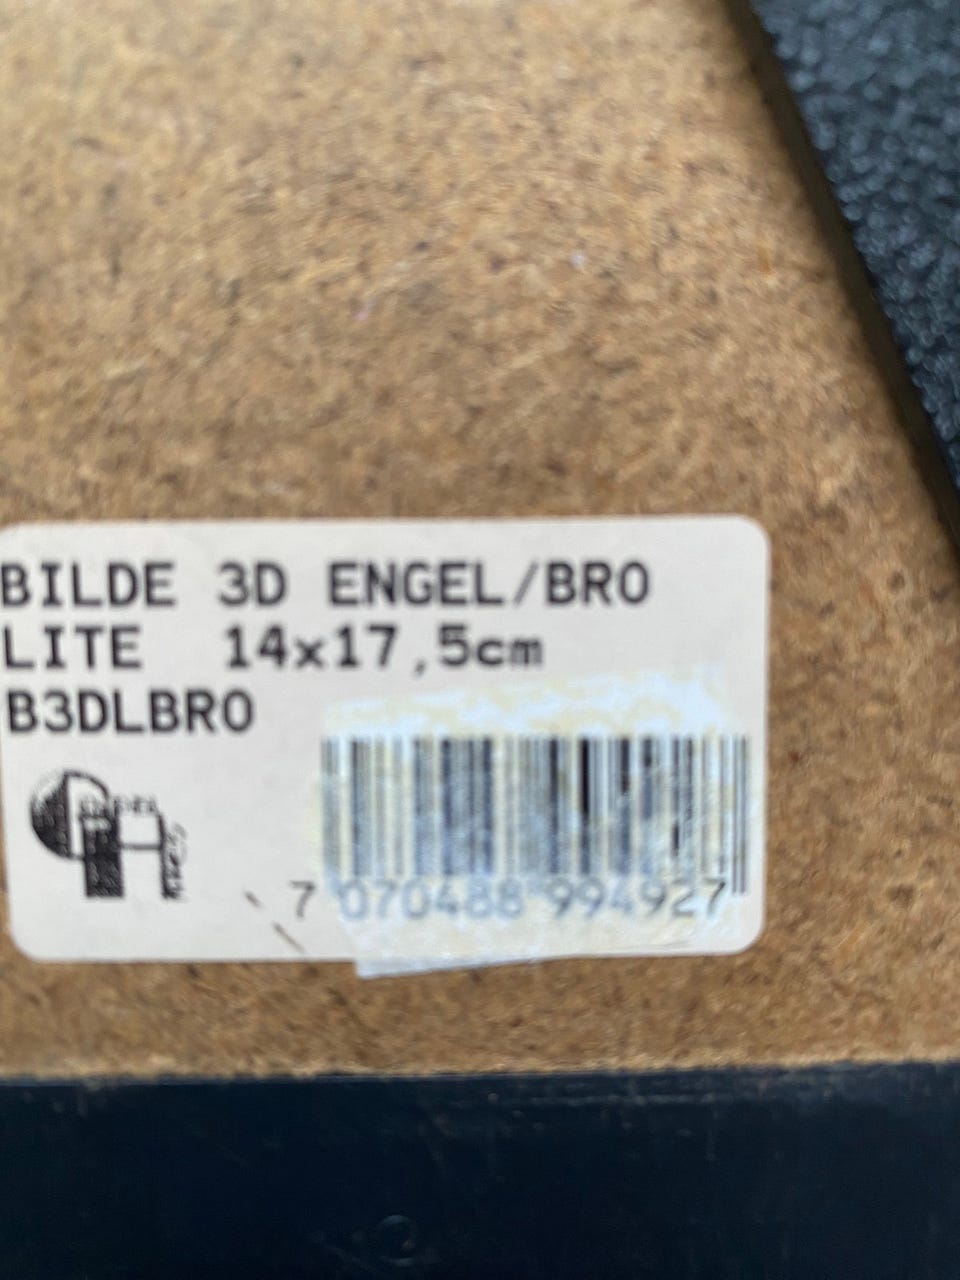 BILDE 3D ENGEL/BRO
LITE 14x17,5cm
B3DLBRO
7 070488 994927